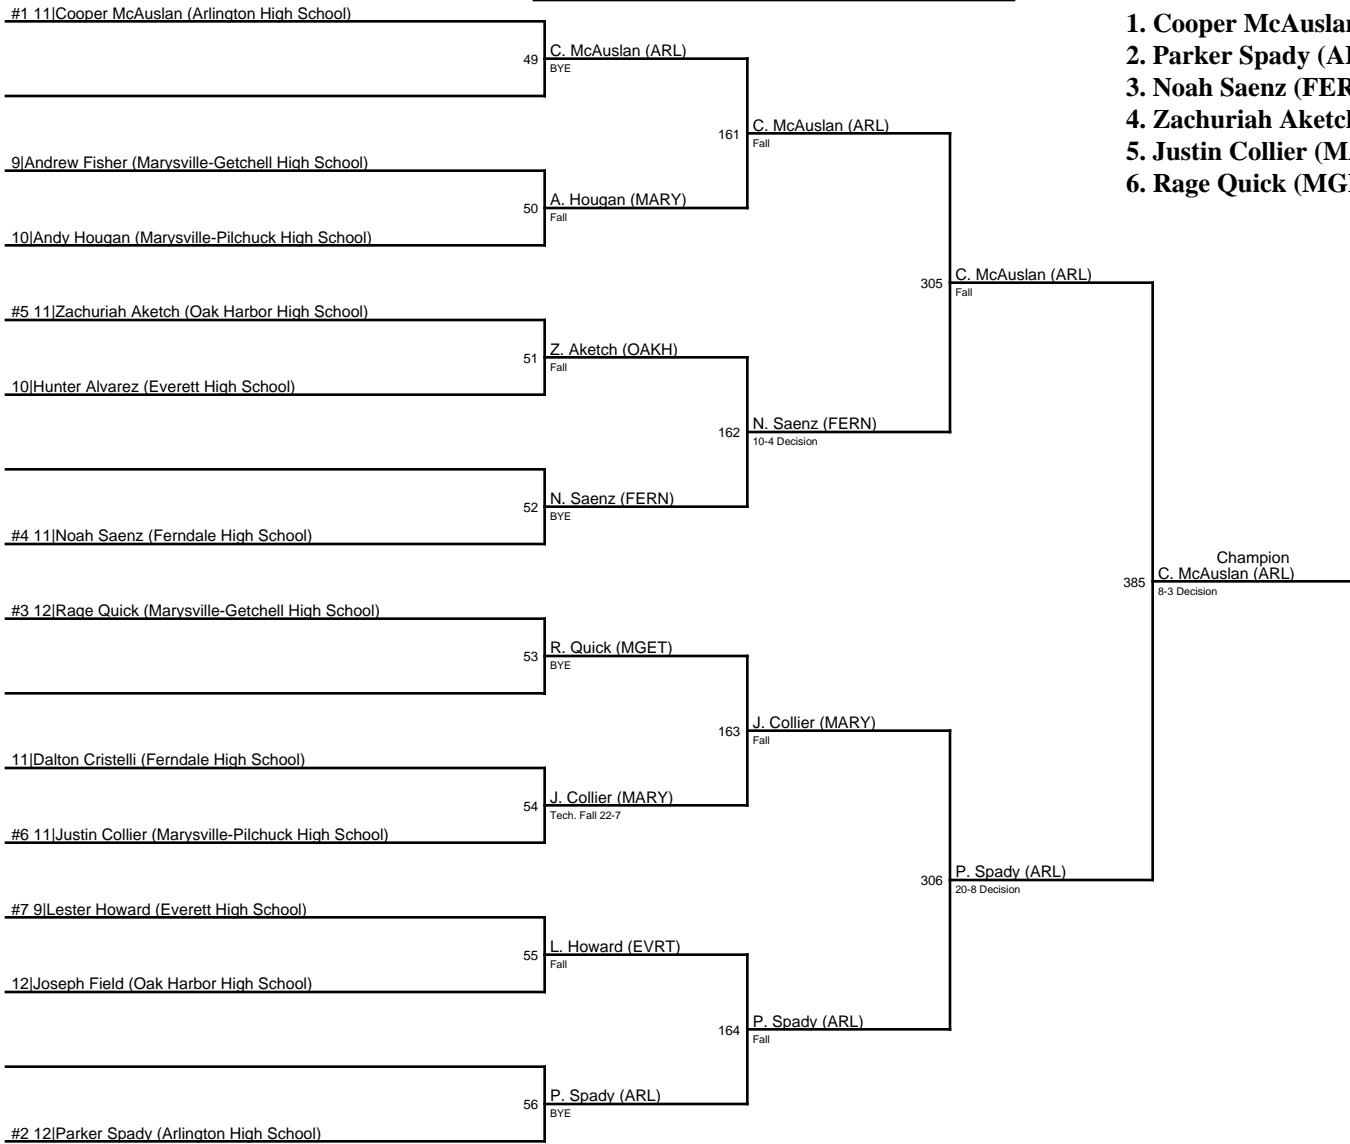 #1 11|Cooper McAuslan (Arlington High School)
1. Cooper McAuslan
2. Parker Spady
3. Noah Saenz (FER
4. Zachuriah Aketch
5. Justin Collier
6. Rage Quick (MG
C. McAuslan (ARL)
49
BYE
C. McAuslan (ARL)
161
Fall
9|Andrew Fisher (Marysville-Getchell High School)
A. Hougan (MARY)
50
Fall
10|Andy Hougan (Marysville-Pilchuck High School)
C. McAuslan (ARL)
305
Fall
#5 11|Zachuriah Aketch (Oak Harbor High School)
Z. Aketch (OAKH)
51
Fall
10|Hunter Alvarez (Everett High School)
N. Saenz (FERN)
162
10-4 Decision
N. Saenz (FERN)
52
BYE
#4 11|Noah Saenz (Ferndale High School)
Champion
C. McAuslan (ARL)
385
8-3 Decision
#3 12|Rage Quick (Marysville-Getchell High School)
R. Quick (MGET)
53
BYE
J. Collier (MARY)
163
Fall
11|Dalton Cristelli (Ferndale High School)
J. Collier (MARY)
54
Tech. Fall 22-7
#6 11|Justin Collier (Marysville-Pilchuck High School)
P. Spady (ARL)
306
20-8 Decision
#7 9|Lester Howard (Everett High School)
L. Howard (EVRT)
55
Fall
12|Joseph Field (Oak Harbor High School)
P. Spady (ARL)
164
Fall
P. Spady (ARL)
56
BYE
#2 12|Parker Spady (Arlington High School)